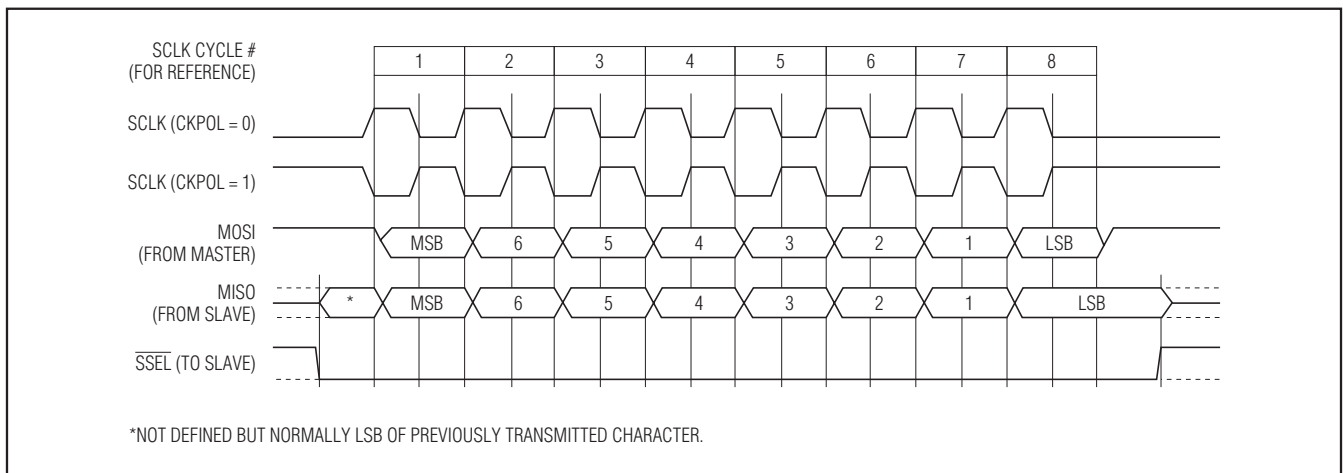 SCLK CYCLE #
(FOR REFERENCE)
1 2 3 4 5 6 7 8
SCLK (CKPOL = 0)
SCLK (CKPOL = 1)
MOSI
(FROM MASTER)
MSB 6 5 4 3 2 1 LSB
MISO
(FROM SLAVE)
* MSB 6 5 4 3 2 1 LSB
SSEL (TO SLAVE)
*NOT DEFINED BUT NORMALLY LSB OF PREVIOUSLY TRANSMITTED CHARACTER.